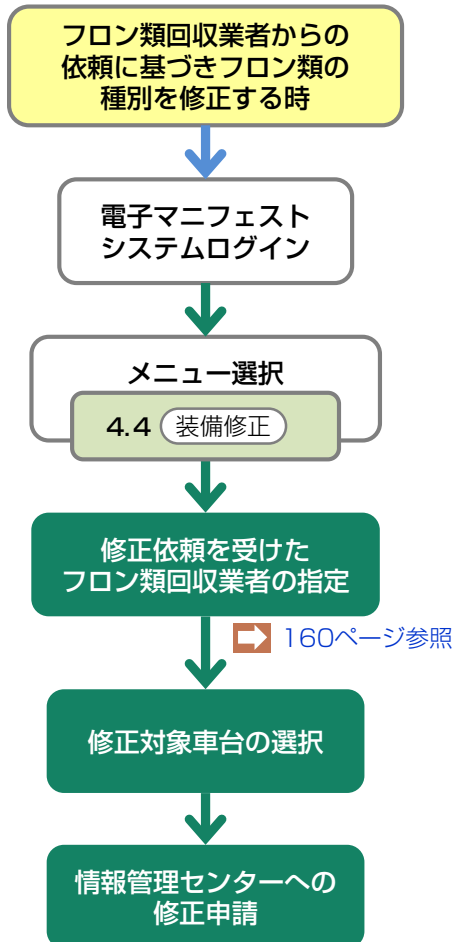 フロン類回収業者からの
依頼に基づきフロン類の
種別を修正する時
電子マニフェスト
システムログイン
メニュー選択
4.4 装備修正
修正依頼を受けた
フロン類回収業者の指定
160ページ参照
修正対象車台の選択
情報管理センターへの
修正申請